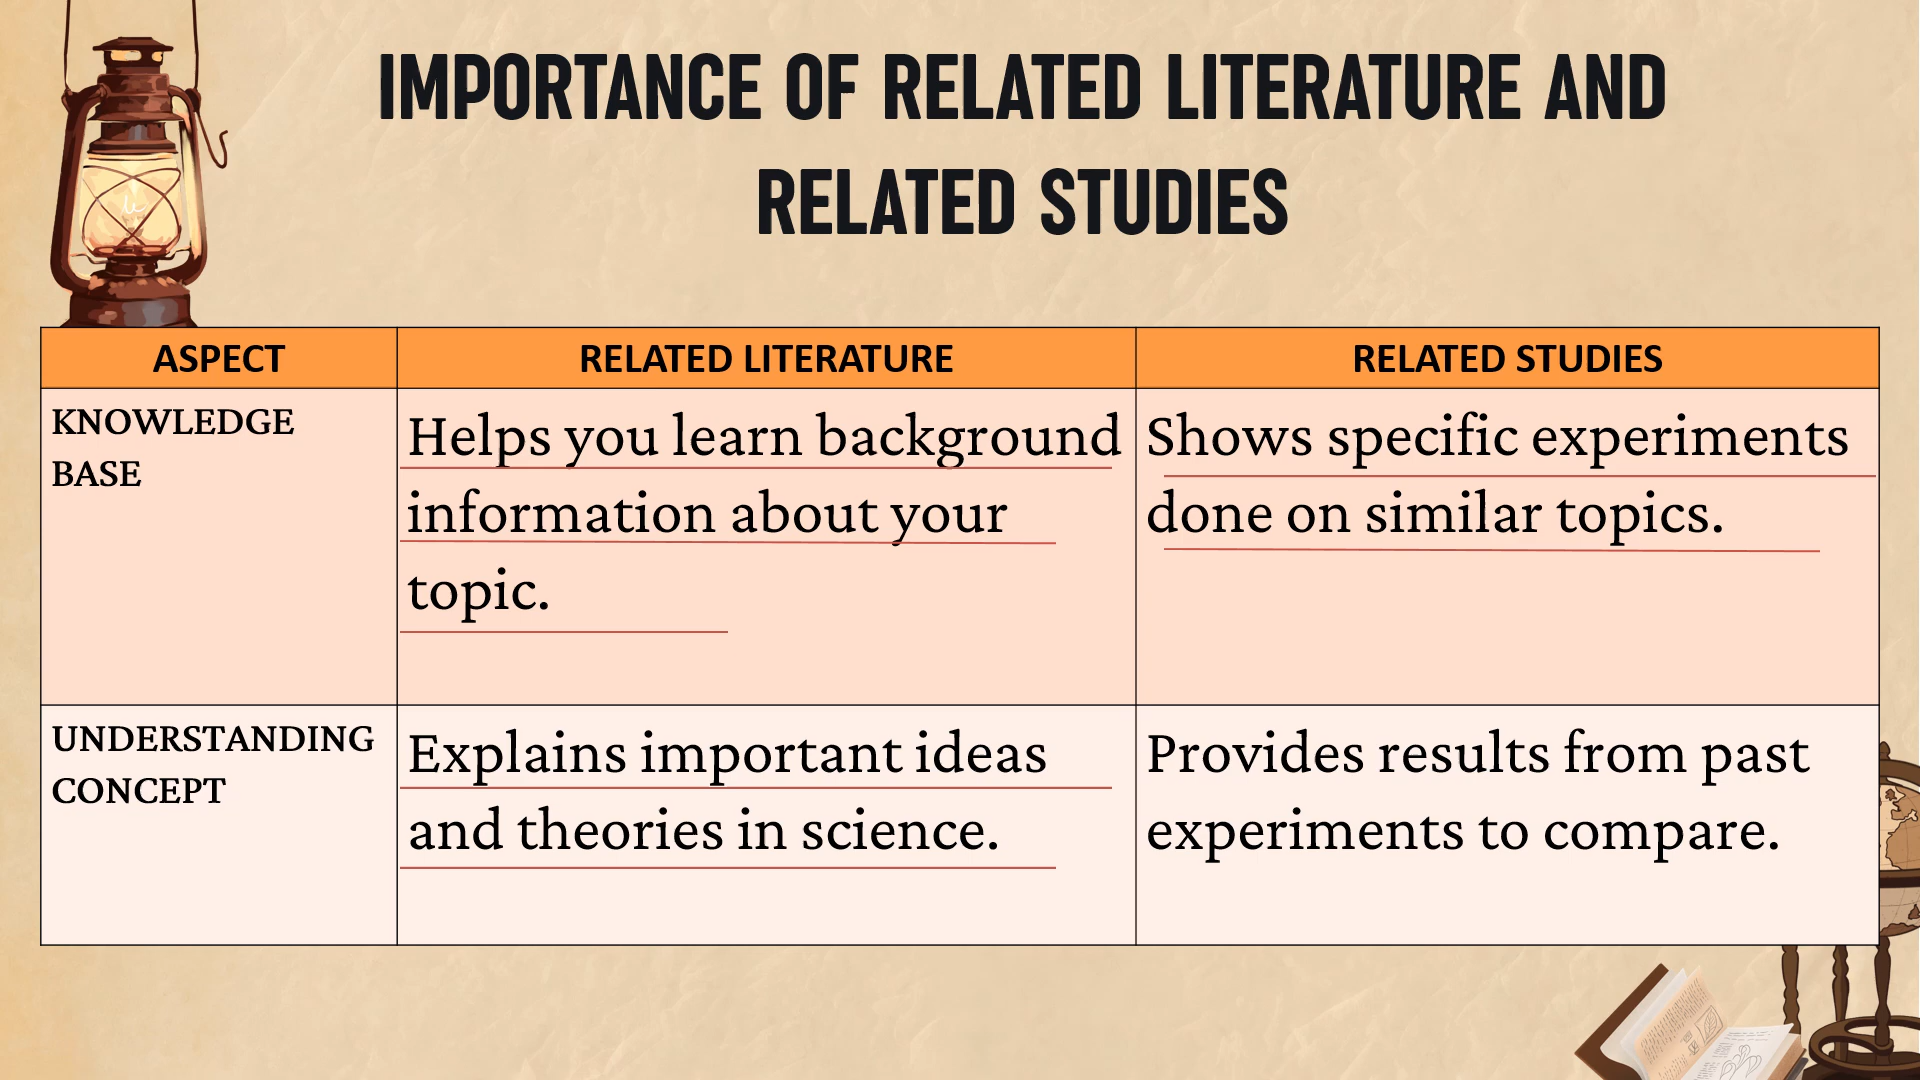 IMPORTANCE OF RELATED LITERATURE AND
RELATED STUDIES
ASPECT
RELATED LITERATURE
RELATED STUDIES
KNOWLEDGE
BASE
Helps you learn background
information about your
topic.
Shows specific experiments
done on similar topics.
UNDERSTANDING
CONCEPT
Explains important ideas
and theories in science.
Provides results from past
experiments to compare.